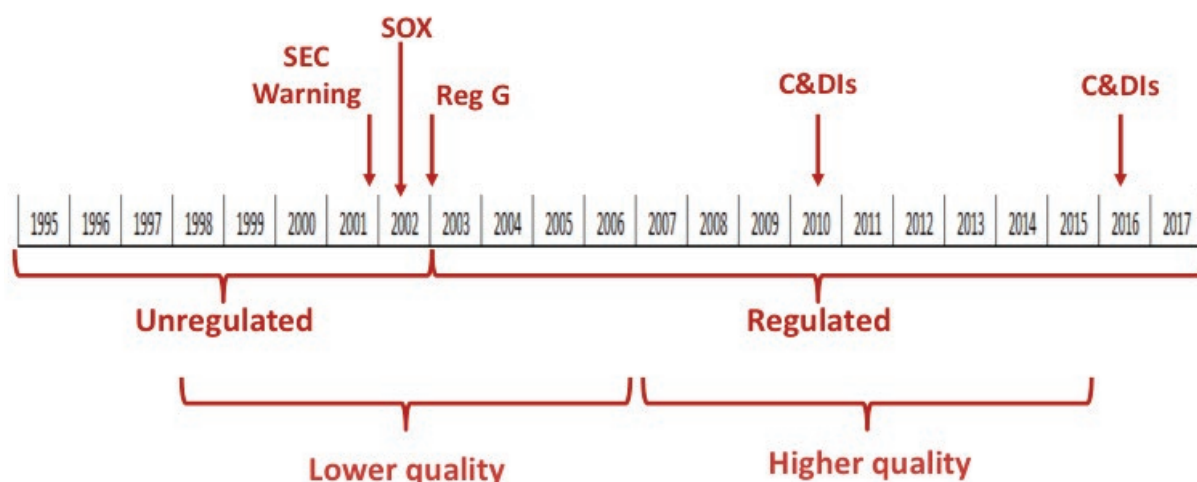 SOX
SEC
Warning
Reg G
C&DIs
C&DIs
1995 1996 1997 1998 1999 2000 2001 2002 2003 2004 2005 2006 2007 2008 2009 2010 2011 2012 2013 2014 2015 2016 2017
Unregulated
Regulated
Lower quality
Higher quality